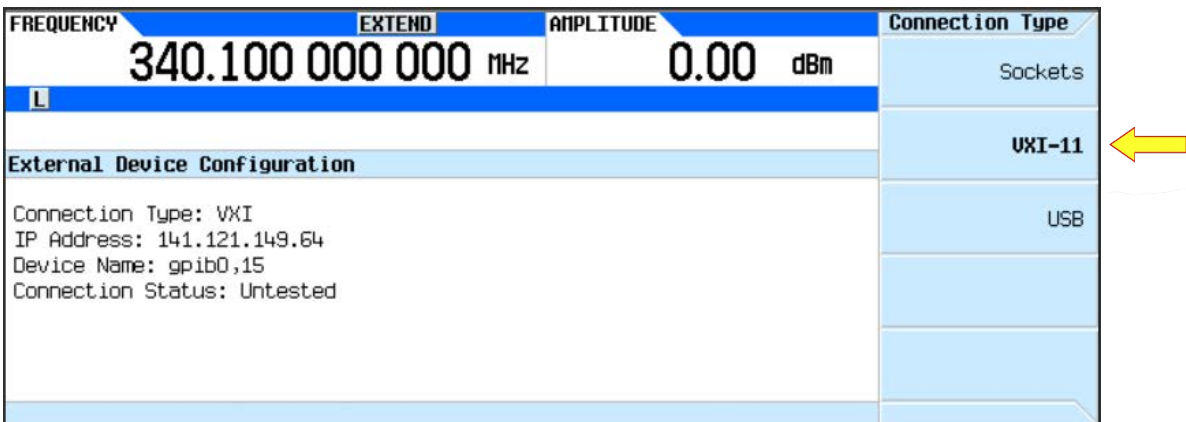 FREQUENCY EXTEND AMPLITUDE
340.100 000 000 MHz 0.00 dBm
L
External Device Configuration
Connection Type: VXI
IP Address: 141.121.149.64
Device Name: gpib0,15
Connection Status: Untested
Connection Type
Sockets
VXI-11
USB